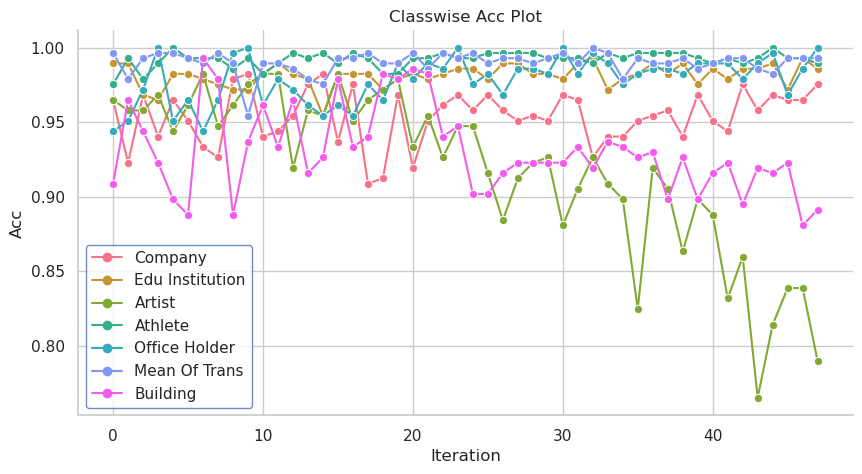 Classwise Acc Plot
1.00
0.95
0.90
0.85
0.80
Acc
Company
Edu Institution
Artist
Athlete
Office Holder
Mean Of Trans
Building
0 10 20 30 40
Iteration